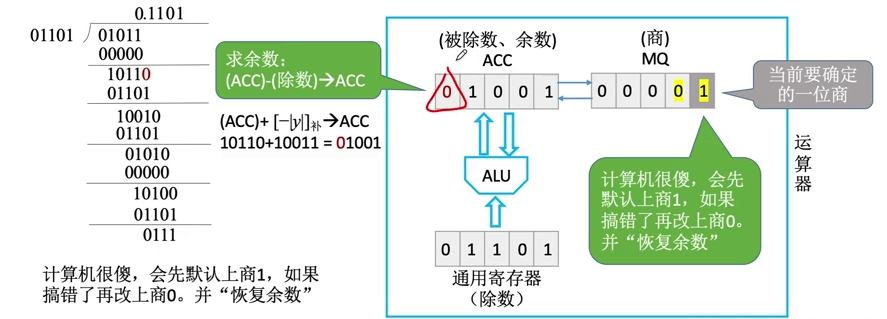 0.1101
01101 01011
00000
10110
01101
10010
01101
01010
00000
10100
01101
0111
计算机很傻，会先默认上商1，如果
搞错了再改上商0。并“恢复余数”
求余数：
(ACC)-(除数)→ACC
(ACC)+ [−|y|]补→ACC
10110+10011 = 01001
(被除数、余数)
ACC
0 1 0 0 1
(商)
MQ
0 0 0 0 1
当前要确定
的一位商
ALU
0 1 1 0 1
通用寄存器
（除数）
计算机很傻，会先
默认上商1，如果
搞错了再改上商0。
并“恢复余数”
运算器